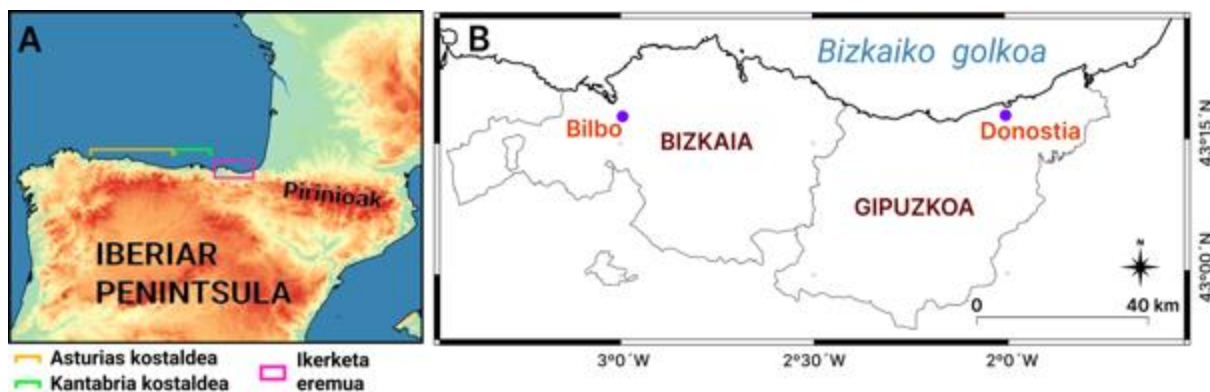 A
Pirinioak
IBERIAR
PENINTSULA
Asturias kostaldea
Kantabria kostaldea
Ikerketa
eremua
B
Bizkaiko golkoa
Bilbo
BIZKAIA
Donostia
GIPUZKOA
N
0 40 km
43°15´N
43°00´N
3°0´W
2°30´W
2°0´W